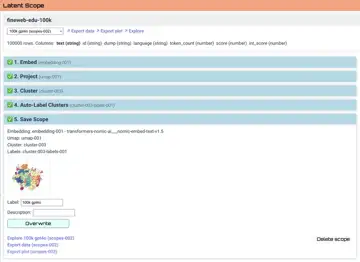 Latent Scope
fineweb-edu-100k
100k gotko (scopes-002) Export data Export plot Explore
100000 rows. Columns: text (string) id (string) dump (string) language (string) token_count (number) score (number) int_score (number)
1. Embed (embedding-001)
2. Project (umap-001)
3. Cluster (cluster-003)
4. Auto-Label Clusters (cluster-003-labels-001)
5. Save Scope
Embedding: embedding-001 - transformers-nomic-ai___nomic-embed-text-v1.5
Umap: umap-001
Cluster: cluster-003
Labels: cluster-003-labels-001
Label: 100k
Description:
Overwrite
Explore 100k (scopes-002)
Export data (scopes-002)
Export plot (scopes-002)
Delete scope